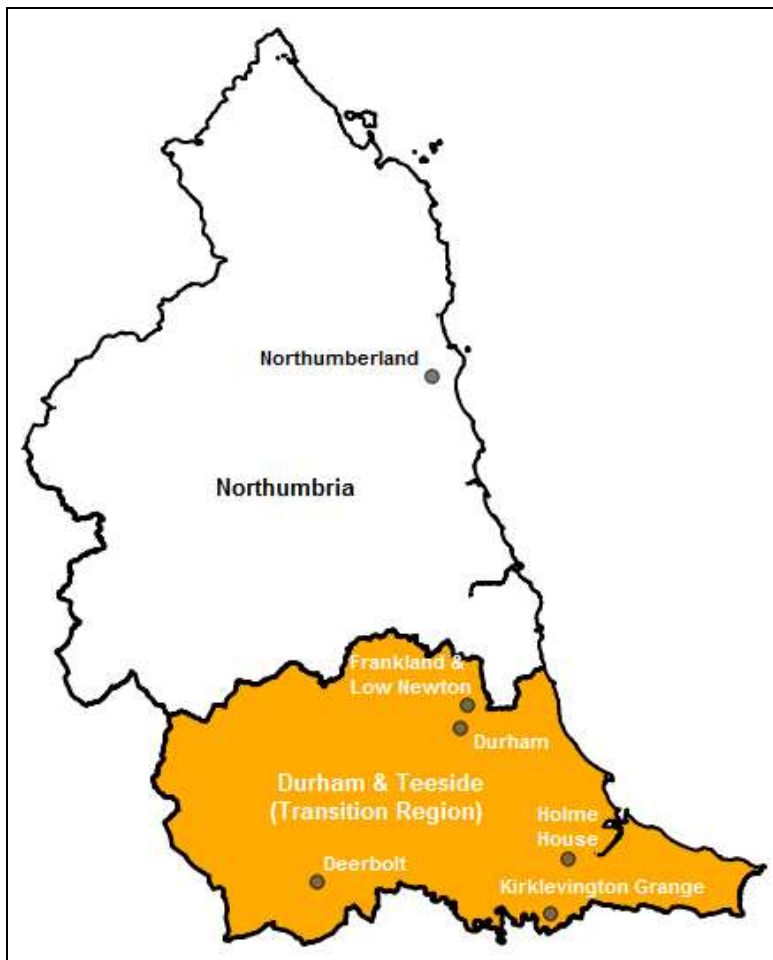 Northumberland
Northumbria
Frankland &
Low Newton
Durham
Durham & Teeside
(Transition Region)
Holme
House
Deerbolt
Kirklevington Grange